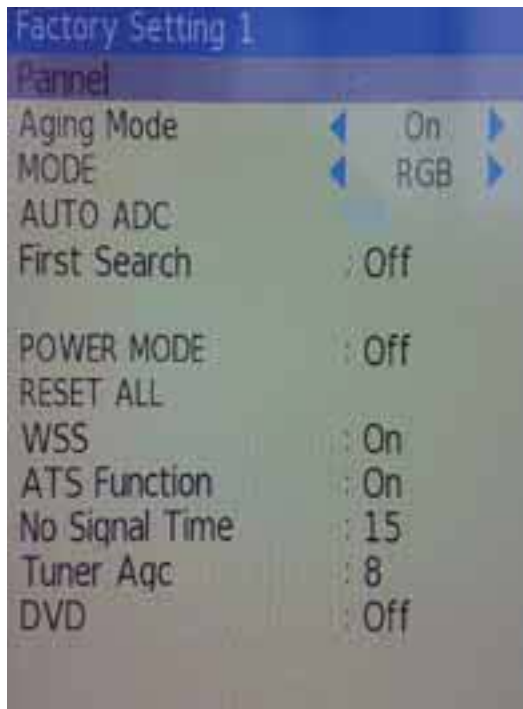 Factory Setting 1
Pannel
Aging Mode On
MODE RGB
AUTO ADC
First Search : Off
POWER MODE : Off
RESET ALL
WSS : On
ATS Function : On
No Signal Time : 15
Tuner Agc : 8
DVD : Off